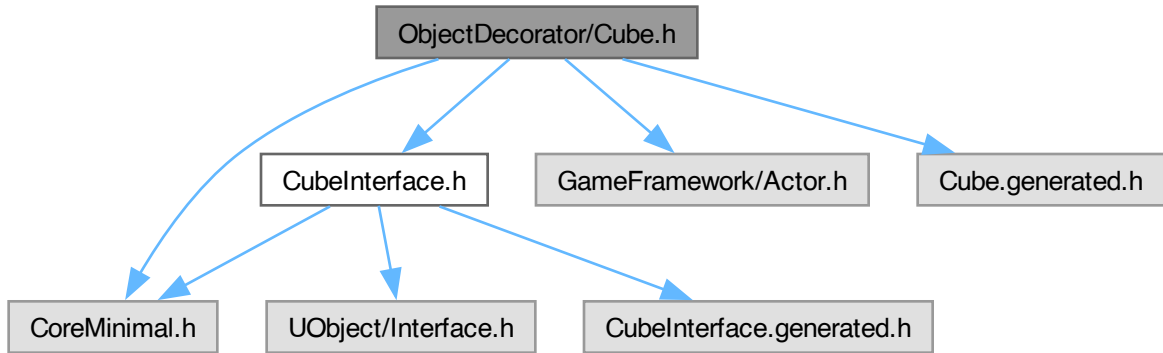 ObjectDecorator/Cube.h
CubeInterface.h
GameFramework/Actor.h
Cube.generated.h
CoreMinimal.h
UObject/Interface.h
CubeInterface.generated.h